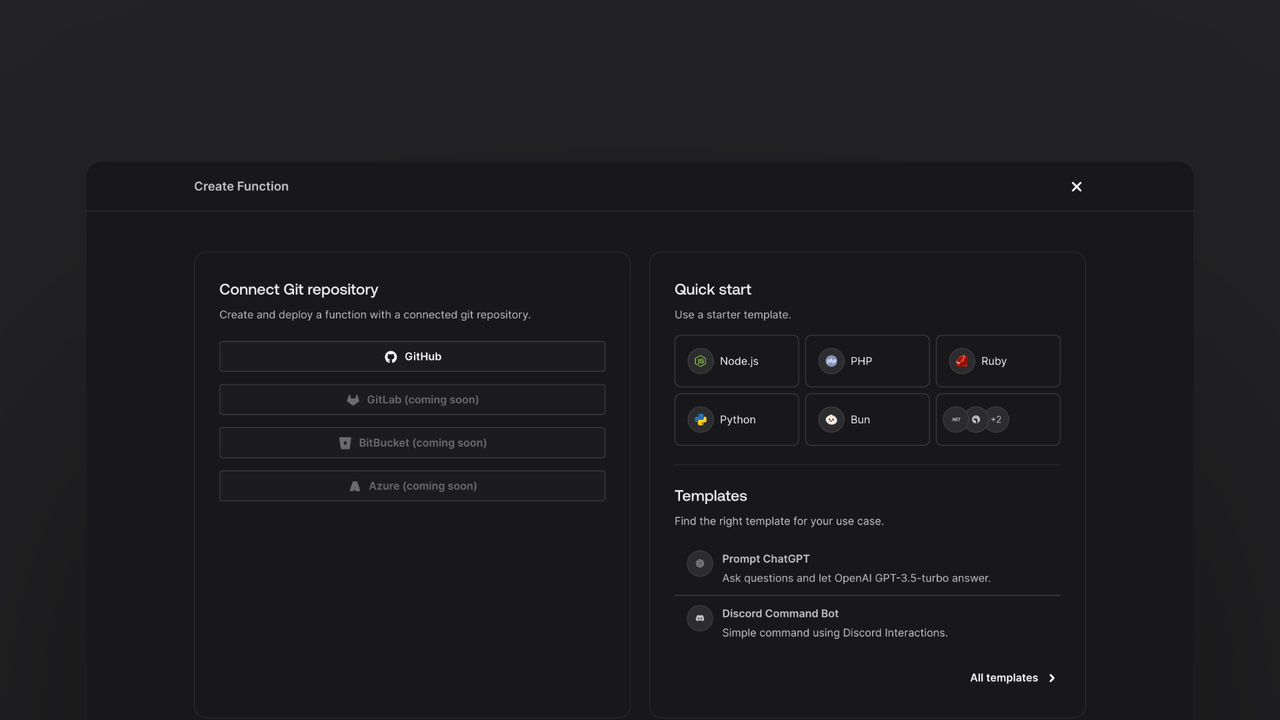 Create Function
Connect Git repository
Create and deploy a function with a connected git repository.
GitHub
GitLab (coming soon)
BitBucket (coming soon)
Azure (coming soon)
Quick start
Use a starter template.
Node.js
PHP
Ruby
Python
Bun
.NET +2
Templates
Find the right template for your use case.
Prompt ChatGPT
Ask questions and let OpenAI GPT-3.5-turbo answer.
Discord Command Bot
Simple command using Discord Interactions.
All templates